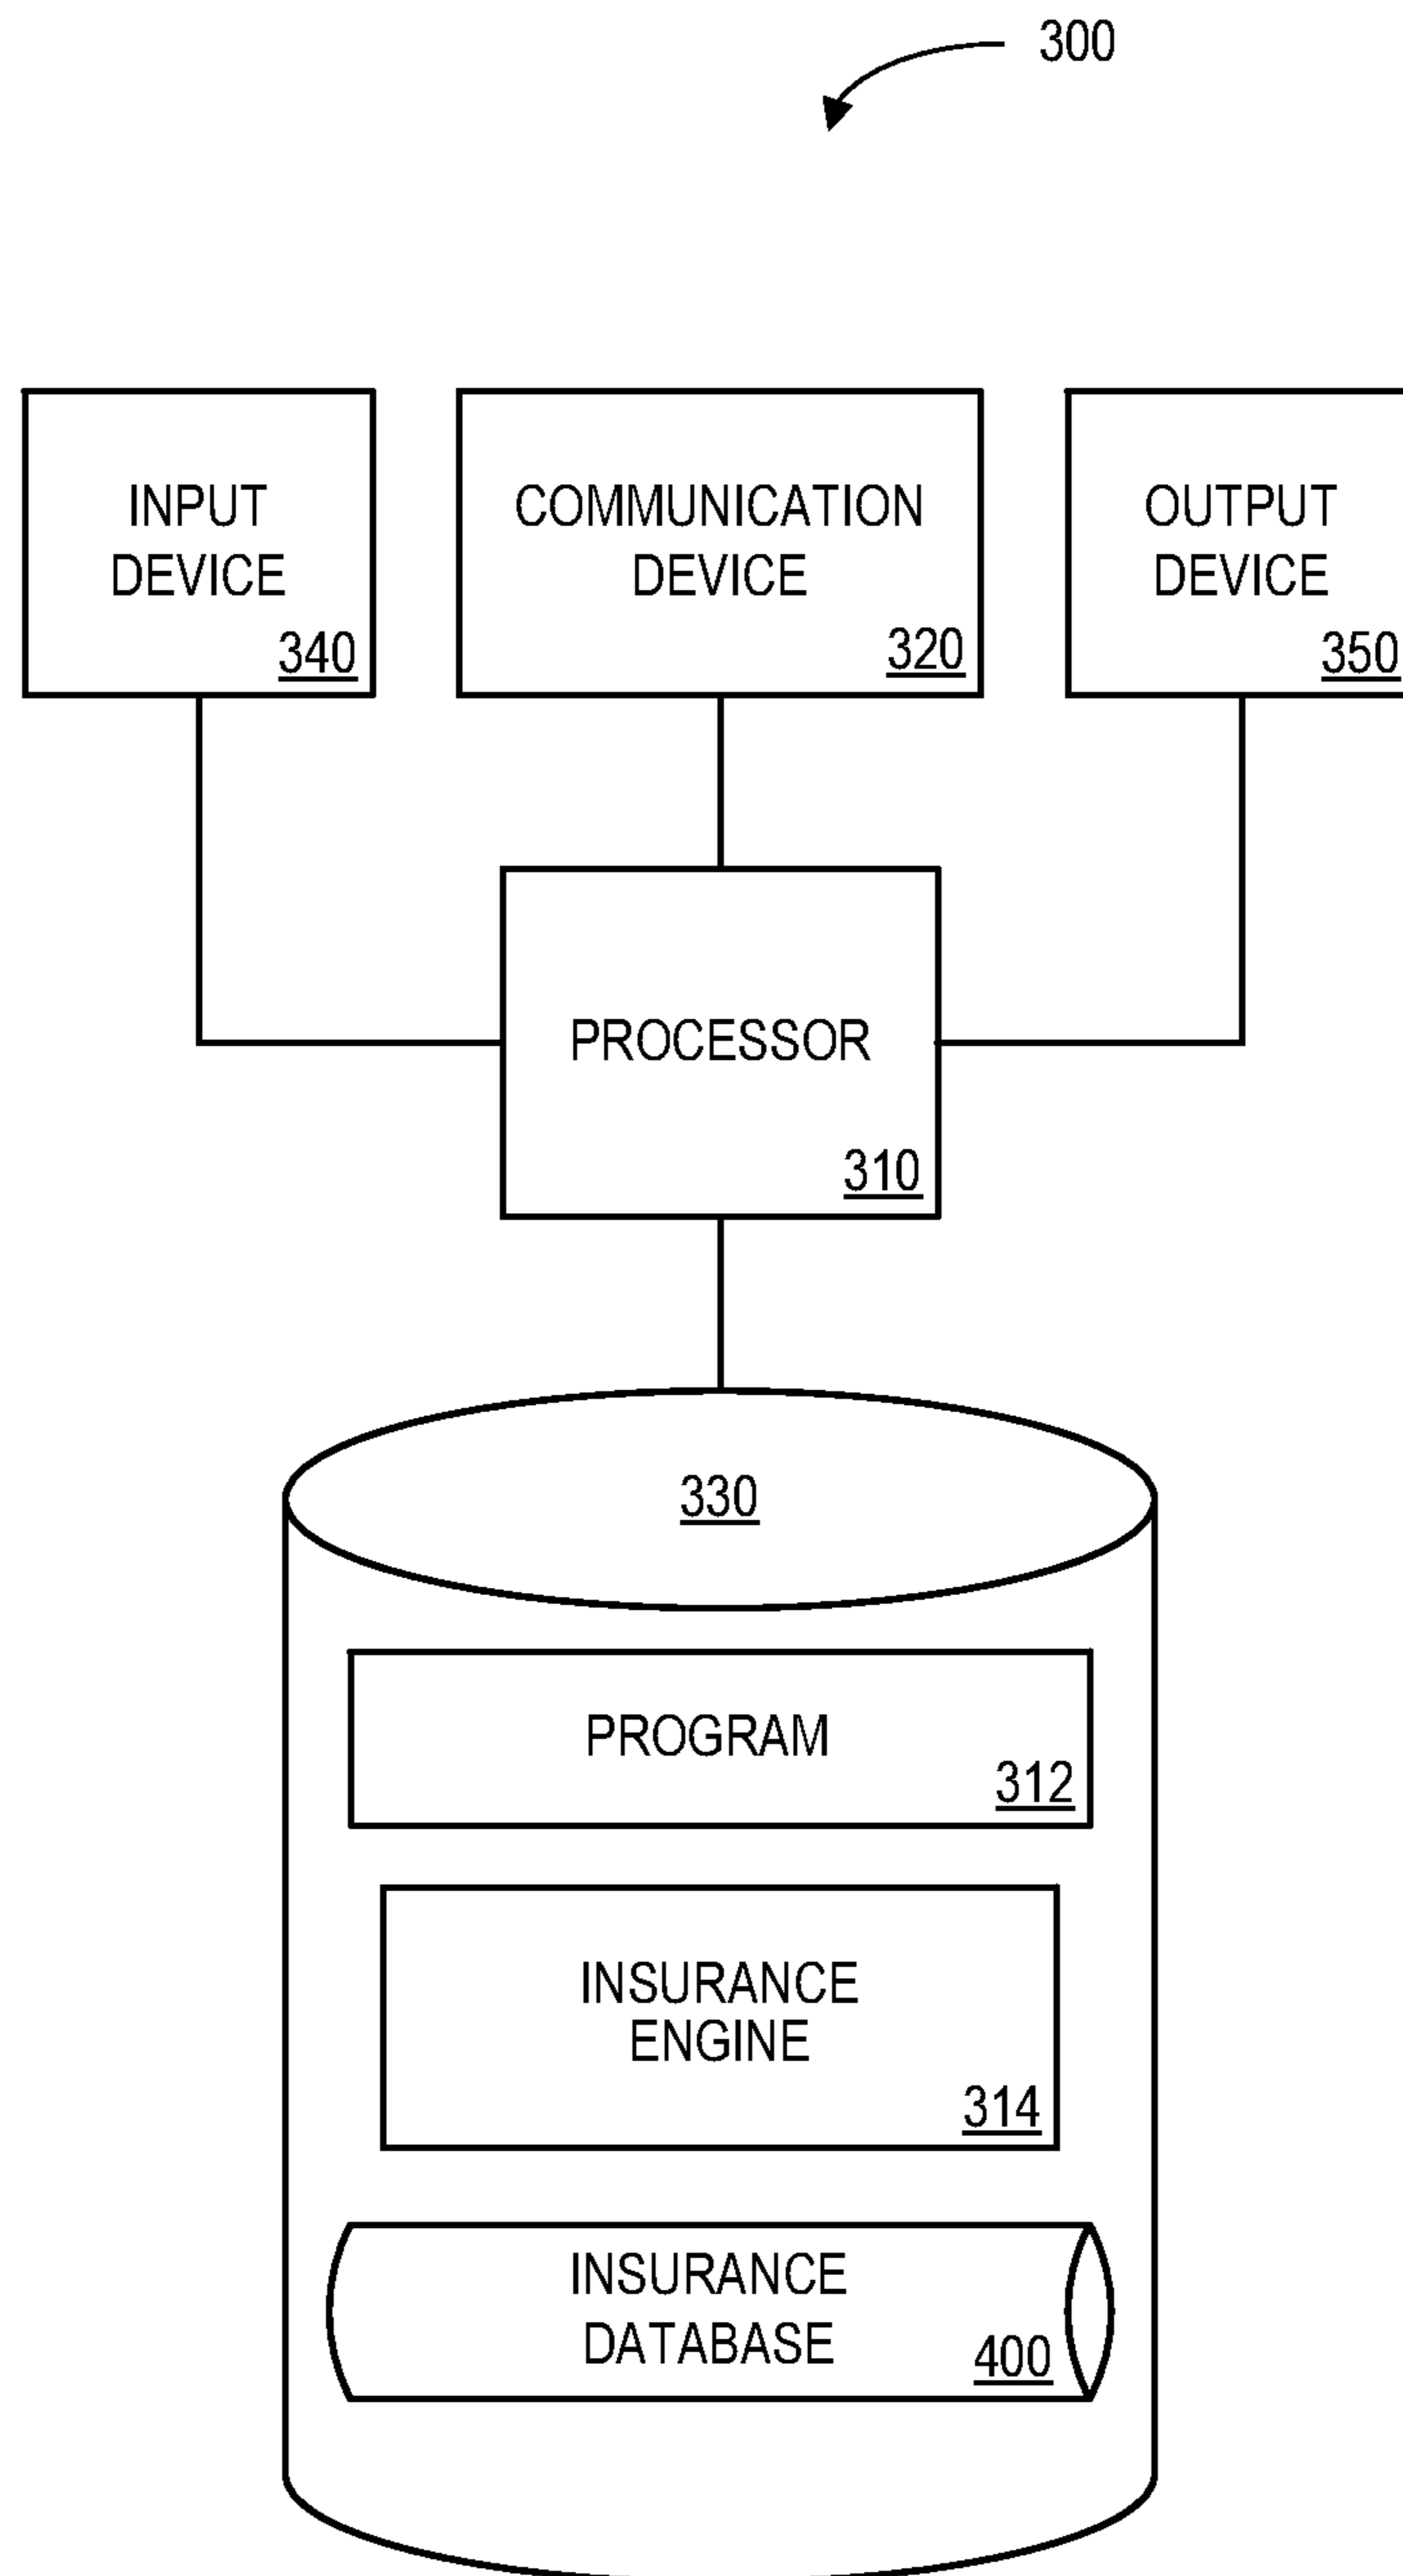 300
INPUT
DEVICE
340
COMMUNICATION
DEVICE
320
OUTPUT
DEVICE
350
PROCESSOR
310
330
PROGRAM
312
INSURANCE
ENGINE
314
INSURANCE
DATABASE
400